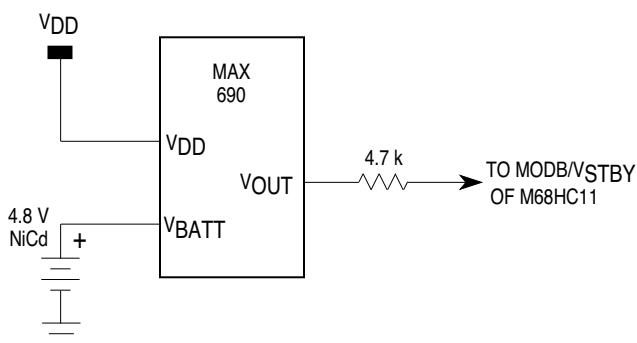 VDD
MAX
690
VDD
4.7 k
VOUT
TO MODB/VSTBY
OF M68HC11
4.8 V
NiCd
+
VBATT